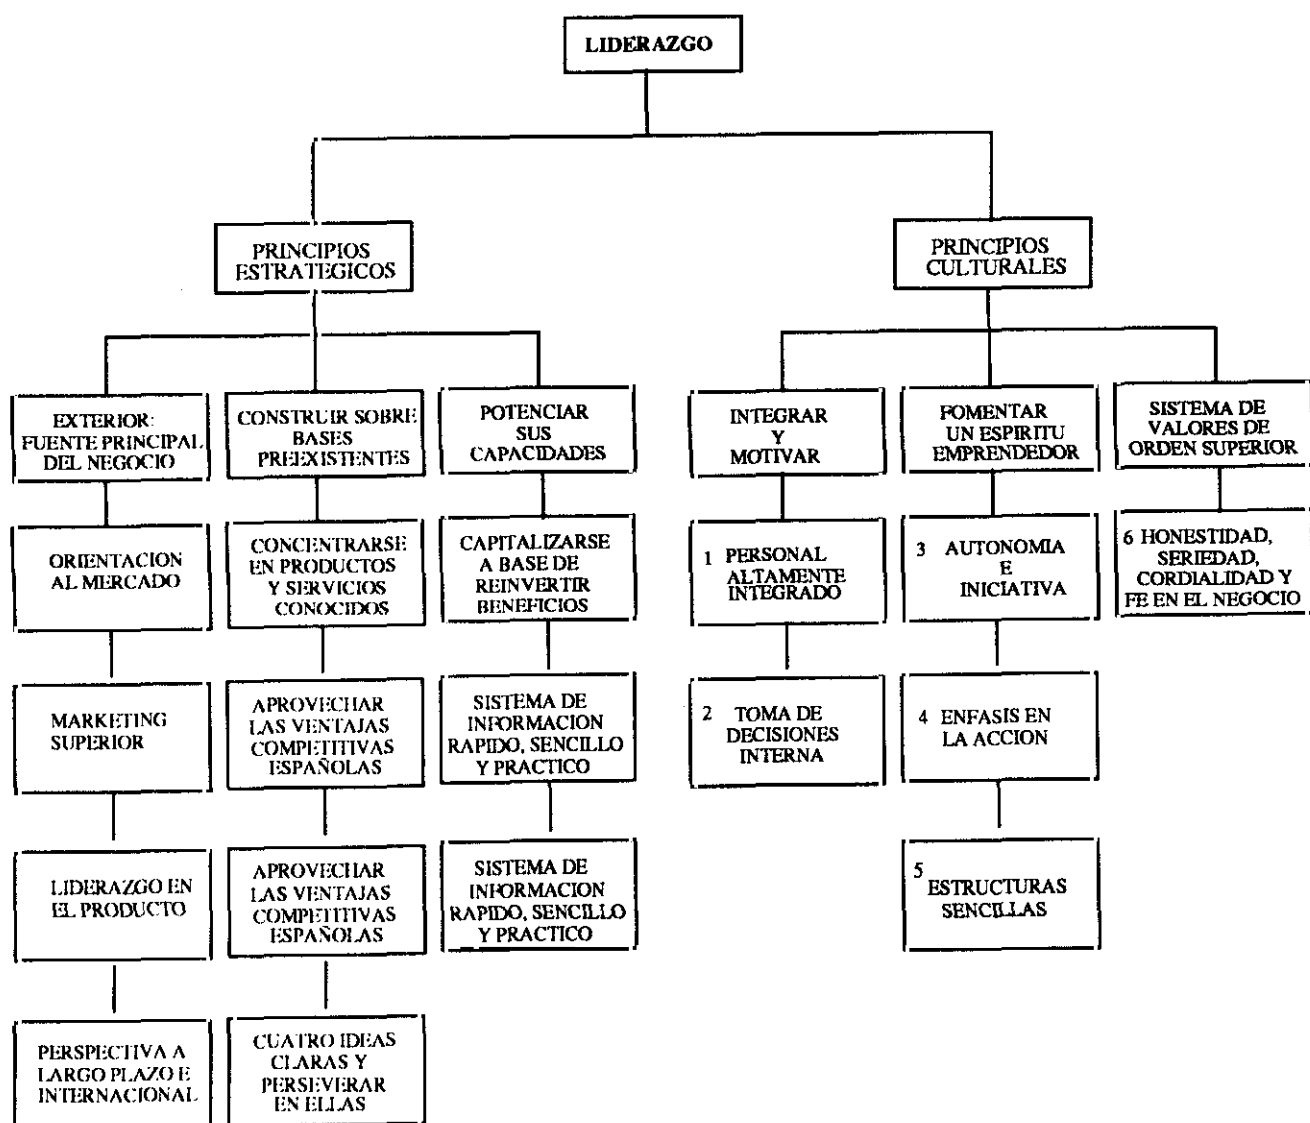 LIDERAZGO
PRINCIPIOS
ESTRATEGICOS
PRINCIPIOS
CULTURALES
EXTERIOR:
FUENTE PRINCIPAL
DEL NEGOCIO
CONSTRUIR SOBRE
BASES
PREEXISTENTES
POTENCIAR
SUS
CAPACIDADES
INTEGRAR
Y
MOTIVAR
FOMENTAR
UN ESPIRITU
EMPRENDEDOR
SISTEMA DE
VALORES DE
ORDEN SUPERIOR
ORIENTACION
AL MERCADO
CONCENTRARSE
EN PRODUCTOS
Y SERVICIOS
CONOCIDOS
CAPITALIZARSE
A BASE DE
REINVERTIR
BENEFICIOS
1 PERSONAL
ALTAMENTE
INTEGRADO
3 AUTONOMIA
E
INICIATIVA
6 HONESTIDAD,
SERIEDAD,
CORDIALIDAD Y
FE EN EL NEGOCIO
MARKETING
SUPERIOR
APROVECHAR
LAS VENTAJAS
COMPETITIVAS
ESPAÑOLAS
SISTEMA DE
INFORMACION
RAPIDO, SENCILLO
Y PRACTICO
2 TOMA DE
DECISIONES
INTERNA
4 ENFASIS EN
LA ACCION
LIDERAZGO EN
EL PRODUCTO
APROVECHAR
LAS VENTAJAS
COMPETITIVAS
ESPAÑOLAS
SISTEMA DE
INFORMACION
RAPIDO, SENCILLO
Y PRACTICO
5 ESTRUCTURAS
SENCILLAS
PERSPECTIVA A
LARGO PLAZO E
INTERNACIONAL
CUATRO IDEAS
CLARAS Y
PERSEVERAR
EN ELLAS